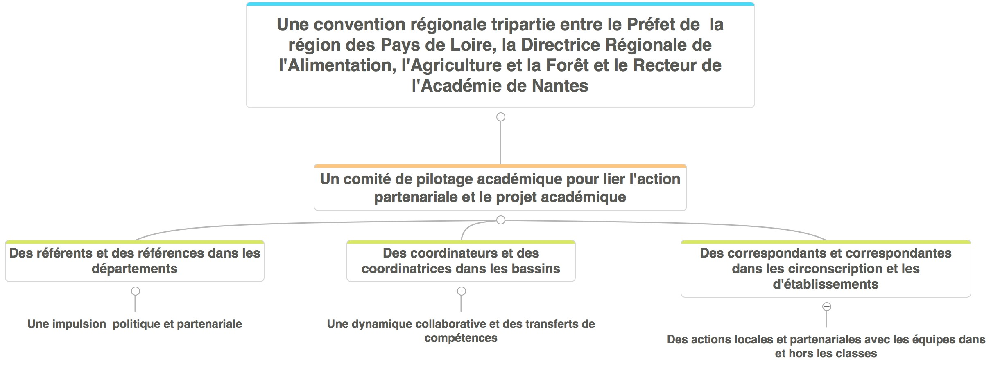 Une convention régionale tripartie entre le Préfet de  la
région des Pays de Loire, la Directrice Régionale de
l'Alimentation, l'Agriculture et la Forêt et le Recteur de
l'Académie de Nantes
Un comité de pilotage académique pour lier l'action
partenariale et le projet académique
Des référents et des références dans les
départements
Une impulsion  politique et partenariale
Des coordinateurs et des
coordinatrices dans les bassins
Une dynamique collaborative et des transferts de
compétences
Des correspondants et correspondantes
dans les circonscription et les
d'établissements
Des actions locales et partenariales avec les équipes dans
et hors les classes